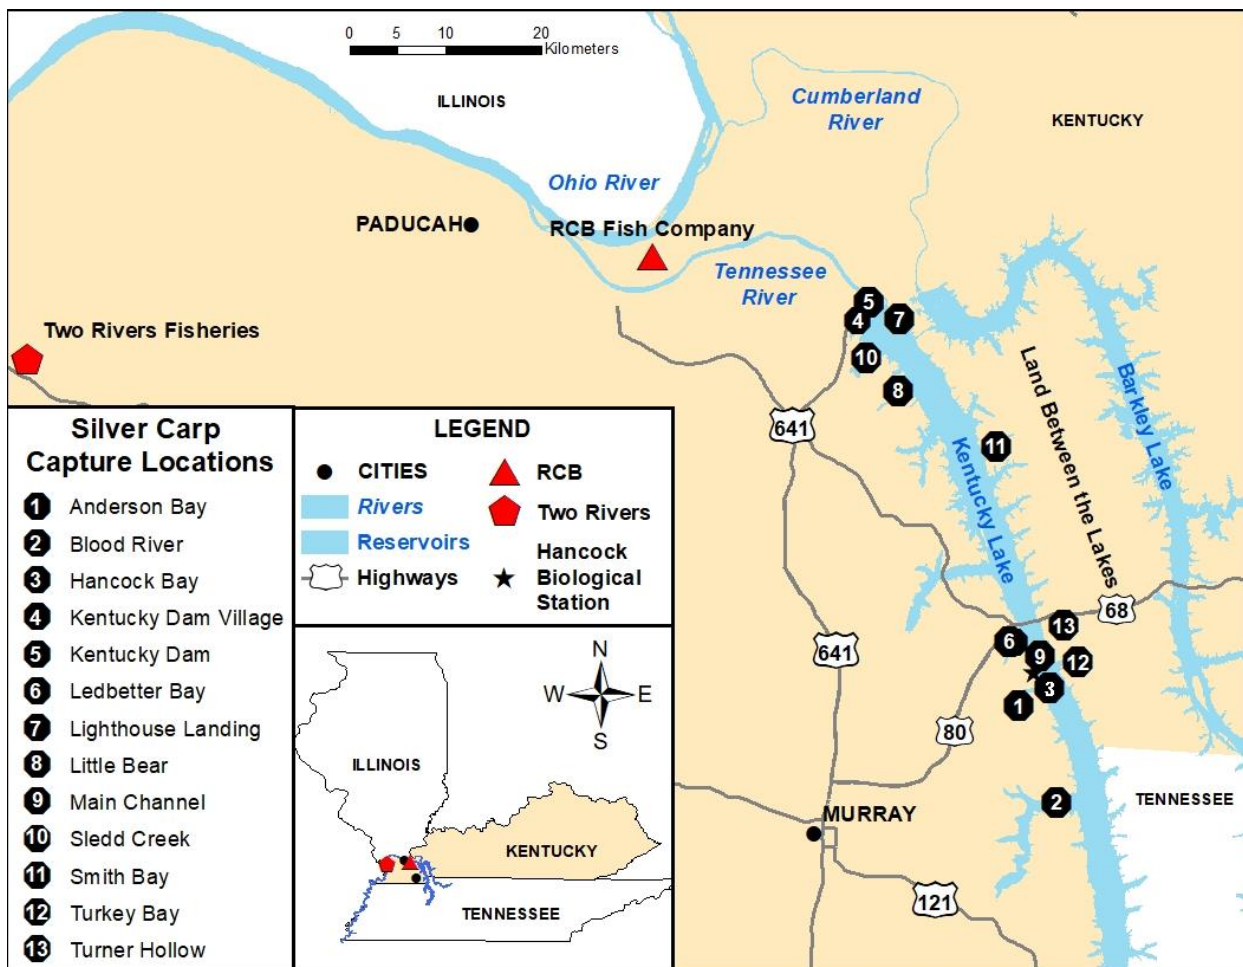 0 5 10 20
Kilometers
ILLINOIS
Cumberland
River
KENTUCKY
Ohio River
PADUCAH
RCB Fish Company
Tennessee
River
Two Rivers Fisheries
5
4
7
10
8
11
Land Between the Lakes
Barkley Lake
Kentucky Lake
641
68
13
6
9
12
641
3
1
80
2
TENNESSEE
MURRAY
121
Silver Carp
Capture Locations
1 Anderson Bay
2 Blood River
3 Hancock Bay
4 Kentucky Dam Village
5 Kentucky Dam
6 Ledbetter Bay
7 Lighthouse Landing
8 Little Bear
9 Main Channel
10 Sledd Creek
11 Smith Bay
12 Turkey Bay
13 Turner Hollow
LEGEND
CITIES
Rivers
Reservoirs
Highways
RCB
Two Rivers
Hancock
Biological
Station
N
W E
S
ILLINOIS
KENTUCKY
TENNESSEE